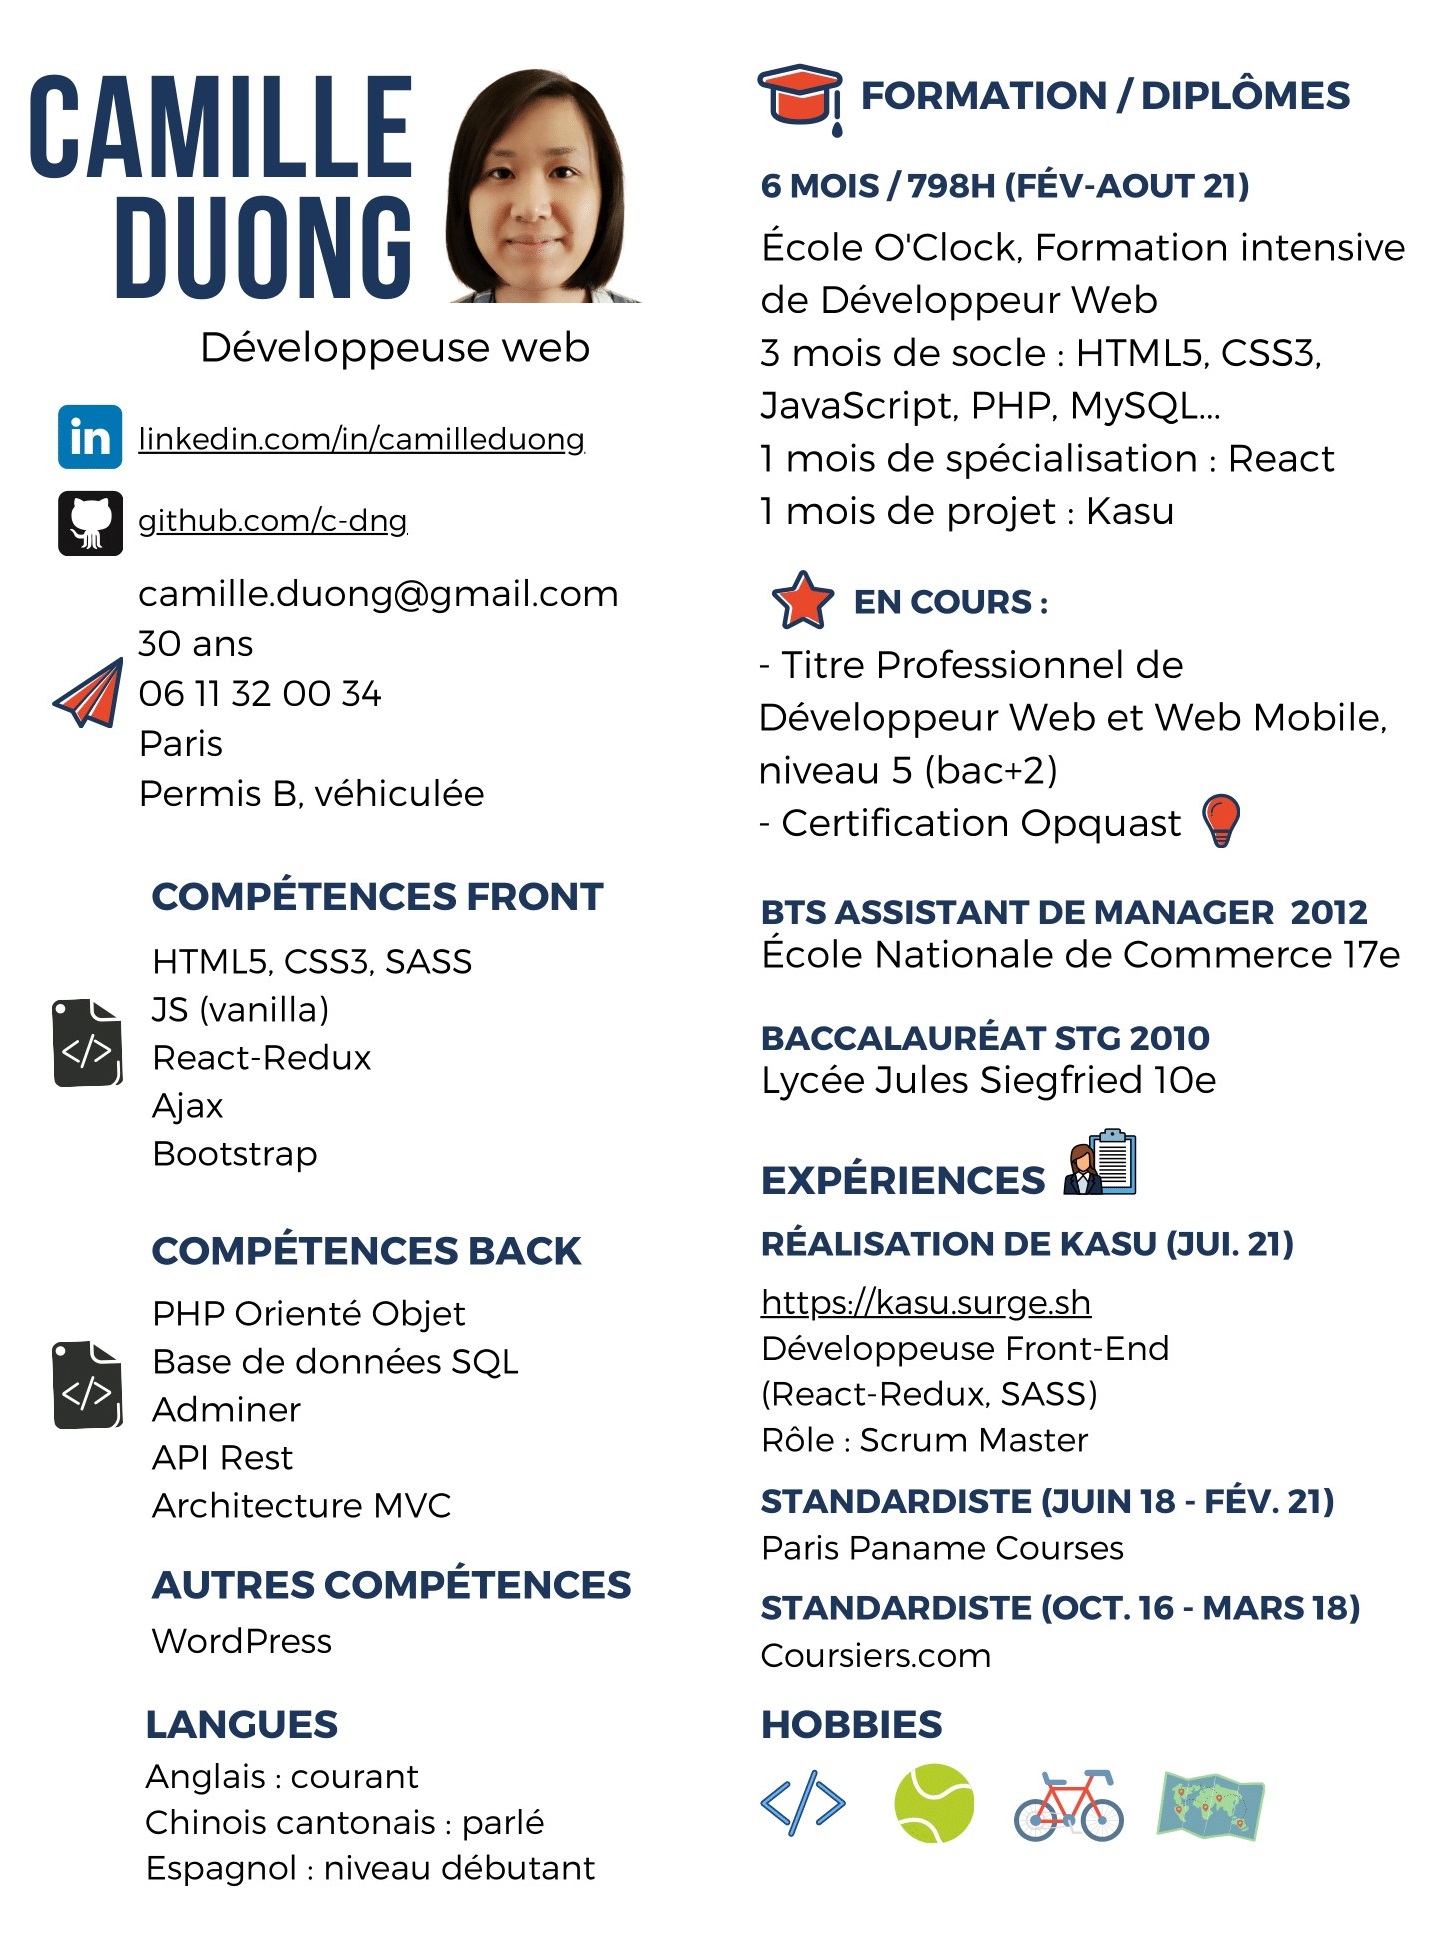 CAMILLE
DUONG
Développeuse web
in
linkedin.com/in/camilleduong
github.com/c-dng
camille.duong@gmail.com
30 ans
06 11 32 00 34
Paris
Permis B, véhiculée
COMPÉTENCES FRONT
HTML5, CSS3, SASS
JS (vanilla)
</>
React-Redux
Ajax
Bootstrap
COMPÉTENCES BACK
PHP Orienté Objet
Base de données SQL
</>
Adminer
API Rest
Architecture MVC
AUTRES COMPÉTENCES
WordPress
LANGUES
Anglais : courant
Chinois cantonais : parlé
Espagnol : niveau débutant
FORMATION / DIPLÔMES
6 MOIS / 798H (FÉV-AOUT 21)
École O'Clock, Formation intensive
de Développeur Web
3 mois de socle : HTML5, CSS3,
JavaScript, PHP, MySQL...
1 mois de spécialisation : React
1 mois de projet : Kasu
EN COURS :
- Titre Professionnel de
Développeur Web et Web Mobile,
niveau 5 (bac+2)
- Certification Opquast
BTS ASSISTANT DE MANAGER 2012
École Nationale de Commerce 17e
BACCALAURÉAT STG 2010
Lycée Jules Siegfried 10e
EXPÉRIENCES
RÉALISATION DE KASU (JUI. 21)
https://kasu.surge.sh
Développeuse Front-End
(React-Redux, SASS)
Rôle : Scrum Master
STANDARDISTE (JUIN 18 - FÉV. 21)
Paris Paname Courses
STANDARDISTE (OCT. 16 - MARS 18)
Coursiers.com
HOBBIES
</>